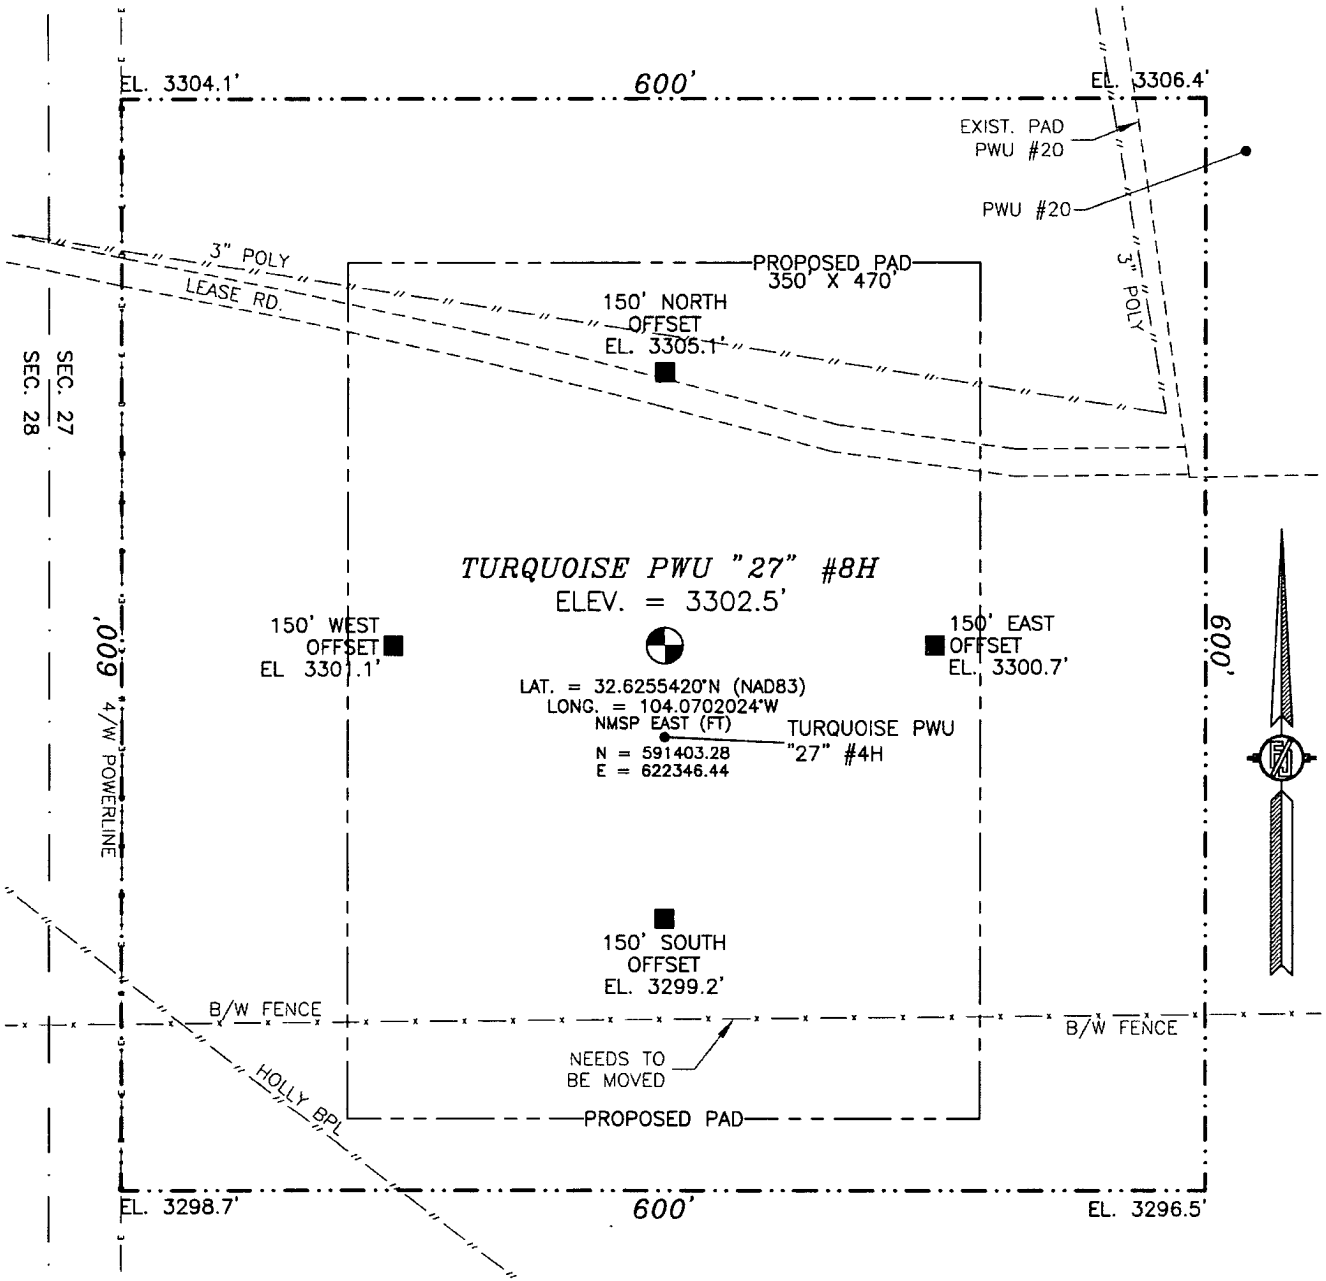 EL. 3304.1'
600'
EL. 3306.4'
EXIST. PAD
PWU #20
PWU #20
3" POLY
LEASE RD.
PROPOSED PAD
350' X 470'
3" POLY
150' NORTH
OFFSET
EL. 3305.1'
SEC. 27
SEC. 28
TURQUOISE PWU "27" #8H
ELEV. = 3302.5'
150' WEST
OFFSET
EL 3301.1'
150' EAST
OFFSET
EL. 3300.7'
600'
600'
4/W POWERLINE
LAT. = 32.6255420°N (NAD83)
LONG. = 104.0702024°W
NMSP EAST (FT)
N = 591403.28
E = 622346.44
TURQUOISE PWU
"27" #4H
150' SOUTH
OFFSET
EL. 3299.2'
B/W FENCE
B/W FENCE
NEEDS TO
BE MOVED
HOLLY BPL
PROPOSED PAD
EL. 3298.7'
600'
EL. 3296.5'